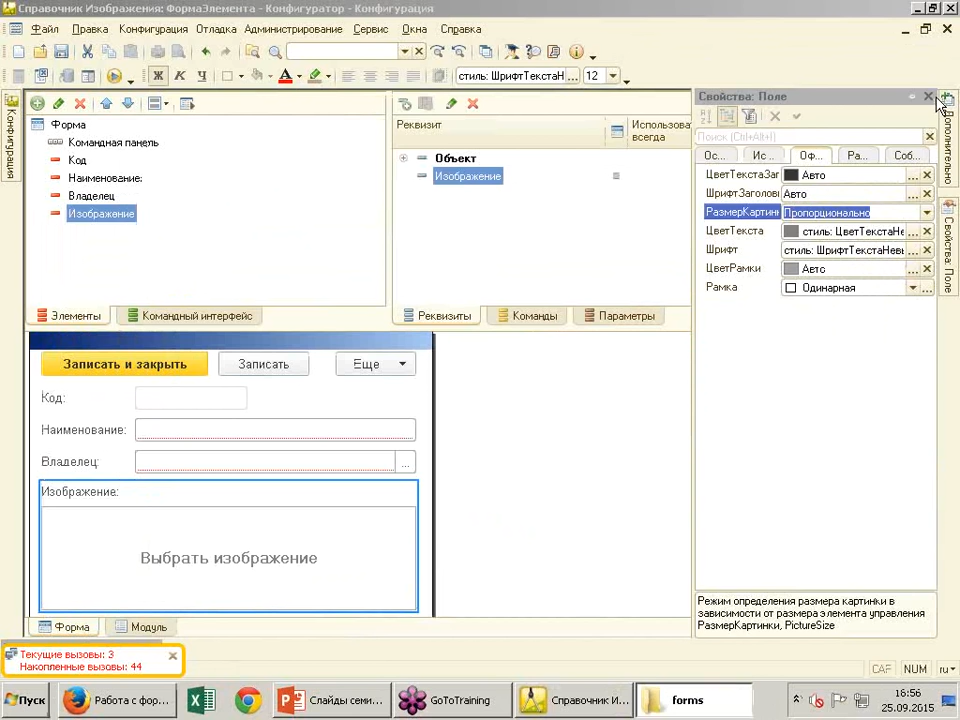 Справочник Изображения: ФормаЭлемента - Конфигуратор - Конфигурация
Файл Правка Конфигурация Отладка Администрирование Сервис Окна Справка
Ж К Ч А стиль: ШрифтТекстаН... 12
Конфигурация
Форма
Командная панель
Код
Наименование:
Владелец
Изображение
Элементы Командный интерфейс
Реквизит Использова
всегда
Объект
Изображение
Реквизиты Команды Параметры
Свойства: Поле
Поиск (Ctrl+Alt+I)
Ос... Ис... Оф... Ра... Соб...
ЦветТекстаЗаг Авто ...
ШрифтЗаголов Авто ...
РазмерКартин Пропорционально
ЦветТекста стиль: ЦветТекстаНе ...
Шрифт стиль: ШрифтТекстаНевы ...
ЦветРамки Авто ...
Рамка Одинарная ...
Режим определения размера картинки в
зависимости от размера элемента управления
РазмерКартинки, PictureSize
Дополнительно
Свойства: Поле
Записать и закрыть Записать Еще
Код:
Наименование:
Владелец: ...
Изображение:
Выбрать изображение
Форма Модуль
Текущие вызовы: 3
Накопленные вызовы: 44
CAP NUM ru
Пуск Работа с фор... Слайды семи... GoToTraining Справочник И... forms 16:56
25.09.2015